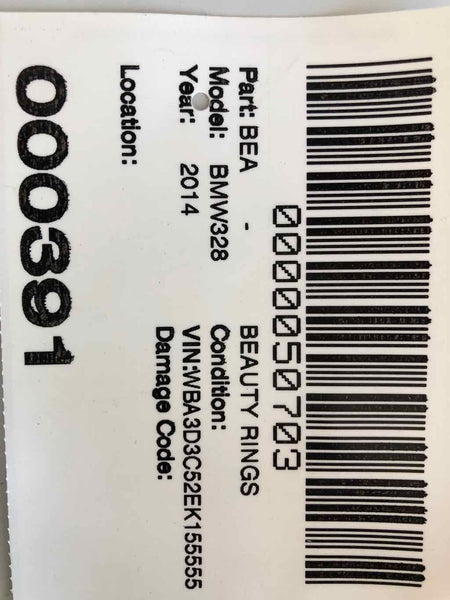 0000050703
Part: BEA - BEAUTY RINGS
Model: BMW328 Condition:
Year: 2014 VIN:WBA3D3C52EK155555
Damage Code:
Location:
000391